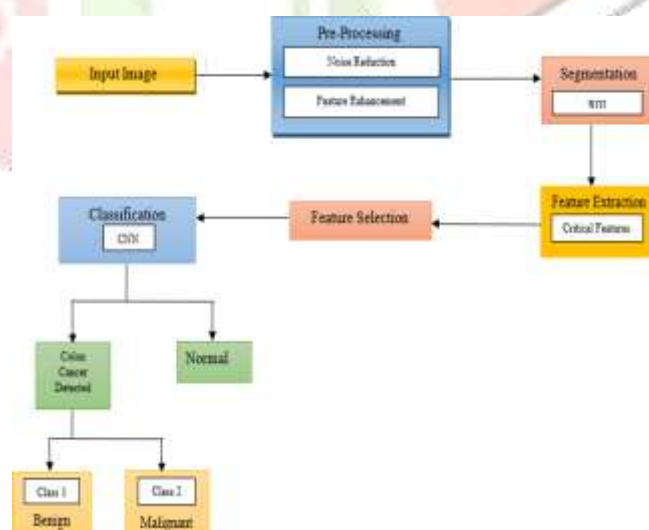 Input Image
Pre-Processing
Noise Reduction
Feature Enhancement
Segmentation
Feature Extraction
Critical Features
Feature Selection
Classification
CNN
Colon
Cancer
Detected
Normal
Class 1
Benign
Class 2
Malignant